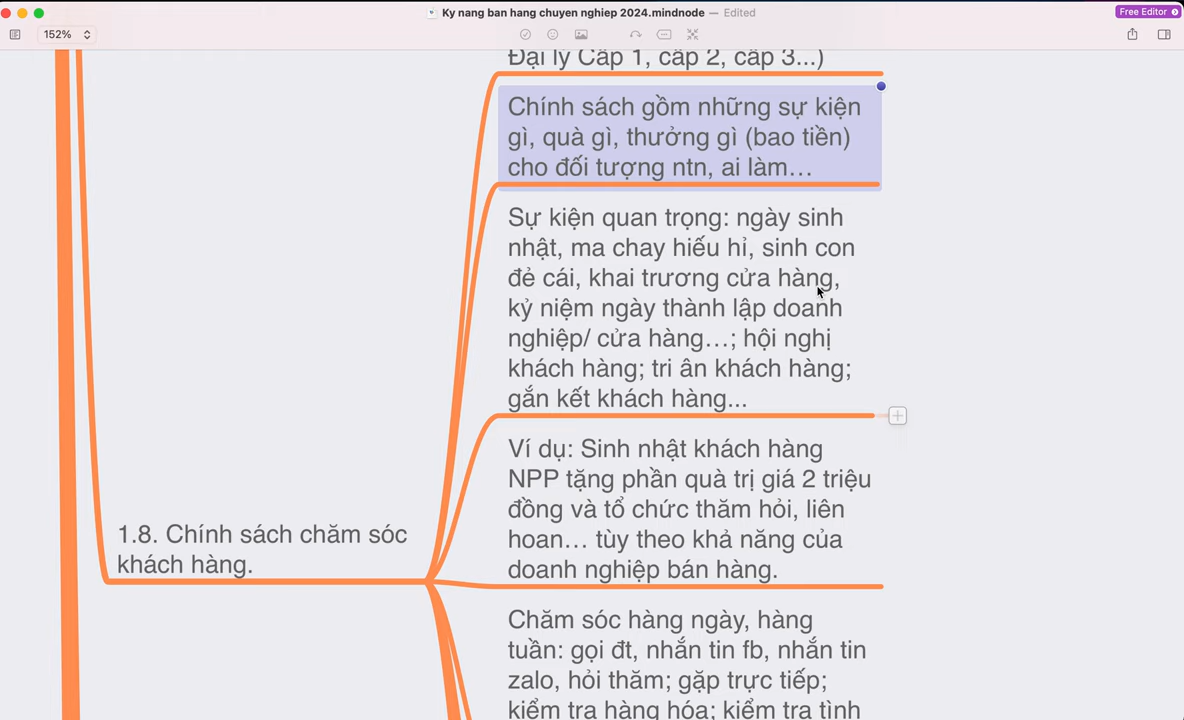 Ky nang ban hang chuyen nghiep 2024.mindnode — Edited
Free Editor
152%
Đại lý Cấp 1, cấp 2, cấp 3...)
Chính sách gồm những sự kiện
gì, quà gì, thưởng gì (bao tiền)
cho đối tượng ntn, ai làm…
Sự kiện quan trọng: ngày sinh
nhật, ma chay hiếu hỉ, sinh con
đẻ cái, khai trương cửa hàng,
kỷ niệm ngày thành lập doanh
nghiệp/ cửa hàng…; hội nghị
khách hàng; tri ân khách hàng;
gắn kết khách hàng...
Ví dụ: Sinh nhật khách hàng
NPP tặng phần quà trị giá 2 triệu
đồng và tổ chức thăm hỏi, liên
hoan… tùy theo khả năng của
doanh nghiệp bán hàng.
1.8. Chính sách chăm sóc
khách hàng.
Chăm sóc hàng ngày, hàng
tuần: gọi đt, nhắn tin fb, nhắn tin
zalo, hỏi thăm; gặp trực tiếp;
kiểm tra hàng hóa; kiểm tra tình